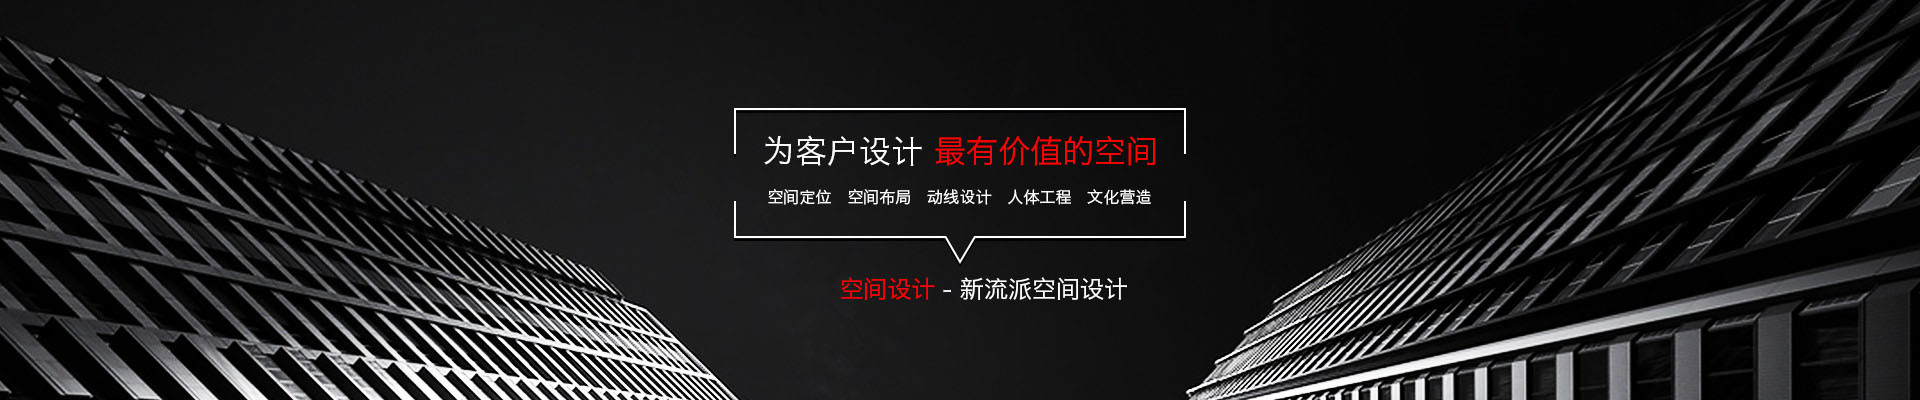 为客户设计 最有价值的空间
空间定位 空间布局 动线设计 人体工程 文化营造
空间设计 - 新流派空间设计